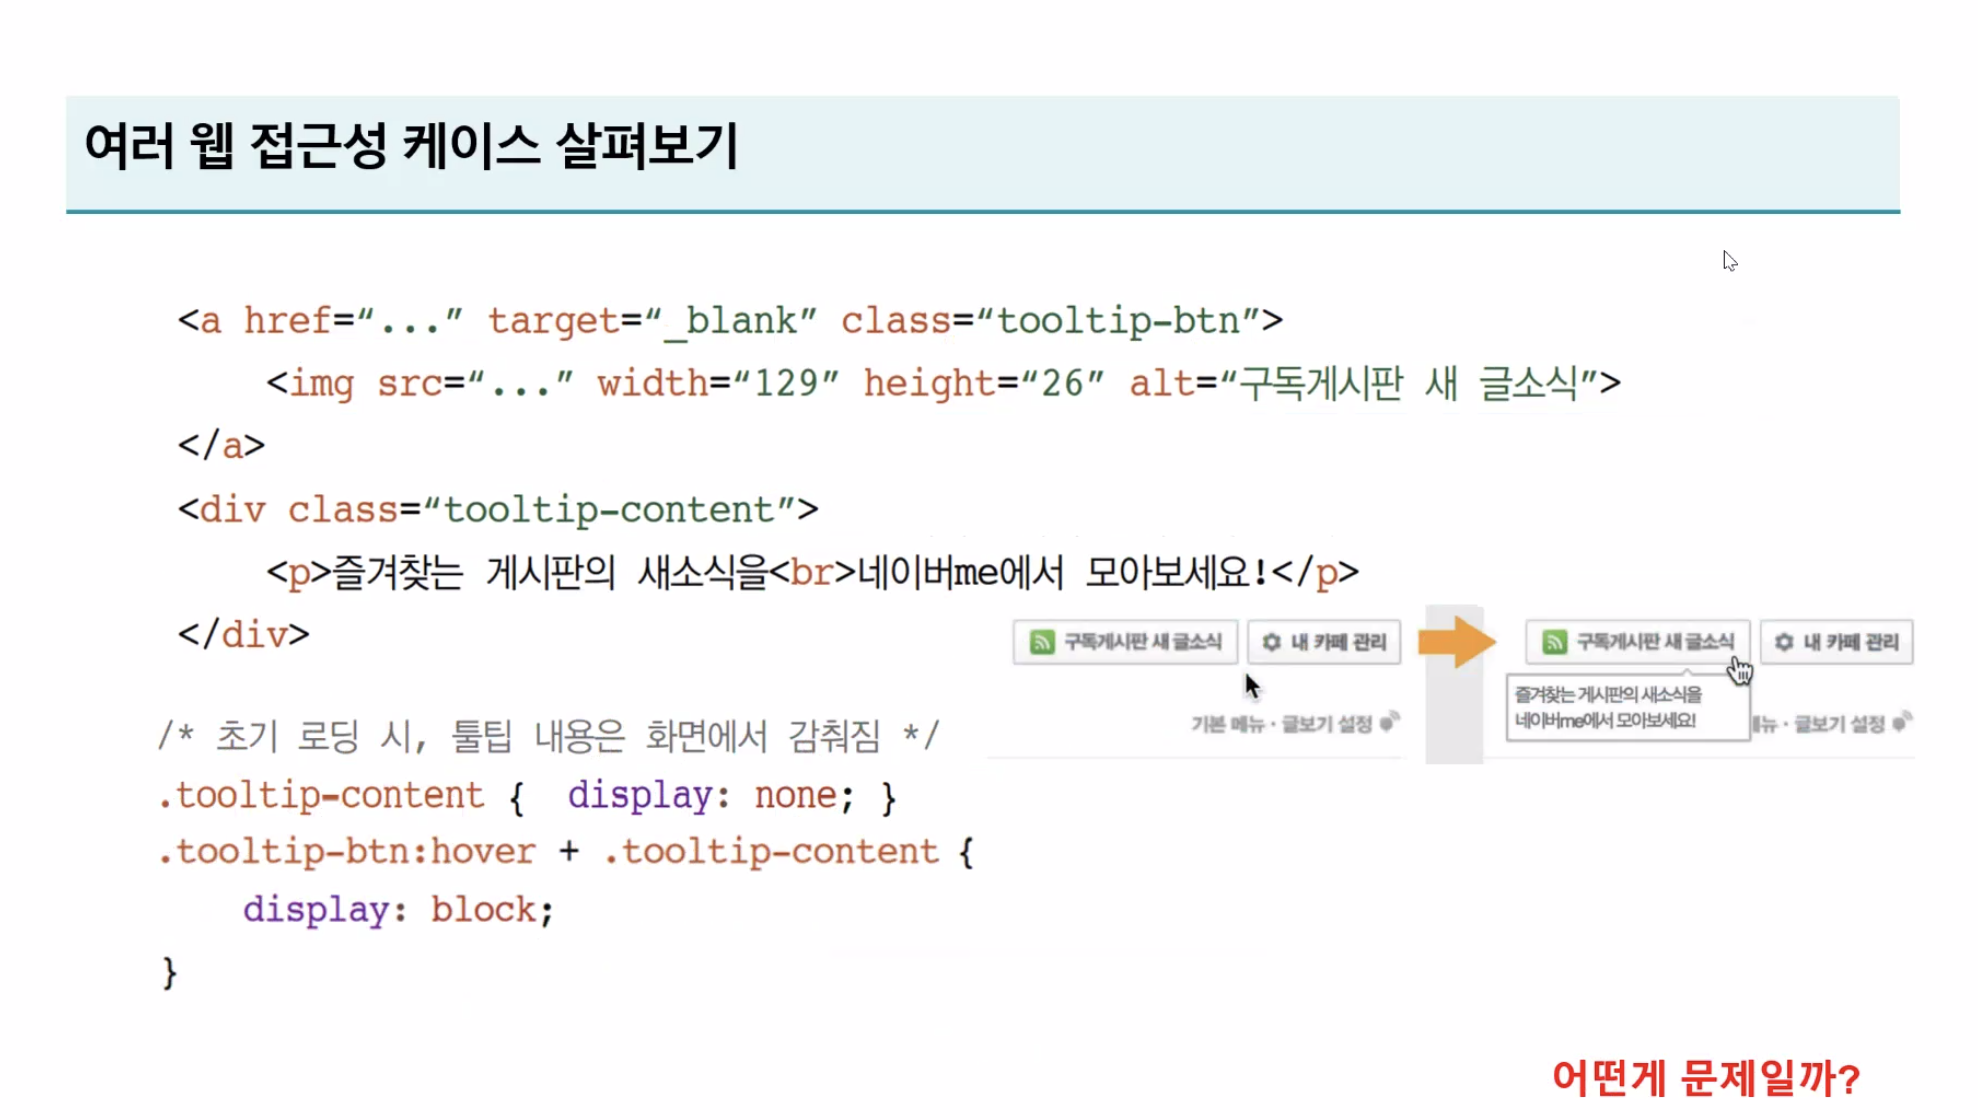 여러 웹 접근성 케이스 살펴보기
<a href=“...” target=“_blank” class=“tooltip-btn”>
<img src=“...” width=“129” height=“26” alt=“구독게시판 새 글소식”>
</a>
<div class=“tooltip-content”>
<p>즐겨찾는 게시판의 새소식을<br>네이버me에서 모아보세요!</p>
</div>
구독게시판 새 글소식 내 카페 관리
기본 메뉴 · 글보기 설정
구독게시판 새 글소식 내 카페 관리
즐겨찾는 게시판의 새소식을
네이버me에서 모아보세요!
뉴 · 글보기 설정
/* 초기 로딩 시, 툴팁 내용은 화면에서 감춰짐 */
.tooltip-content { display: none; }
.tooltip-btn:hover + .tooltip-content {
display: block;
}
어떤게 문제일까?